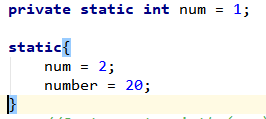 private static int num = 1;
static{
num = 2;
number = 20;
}